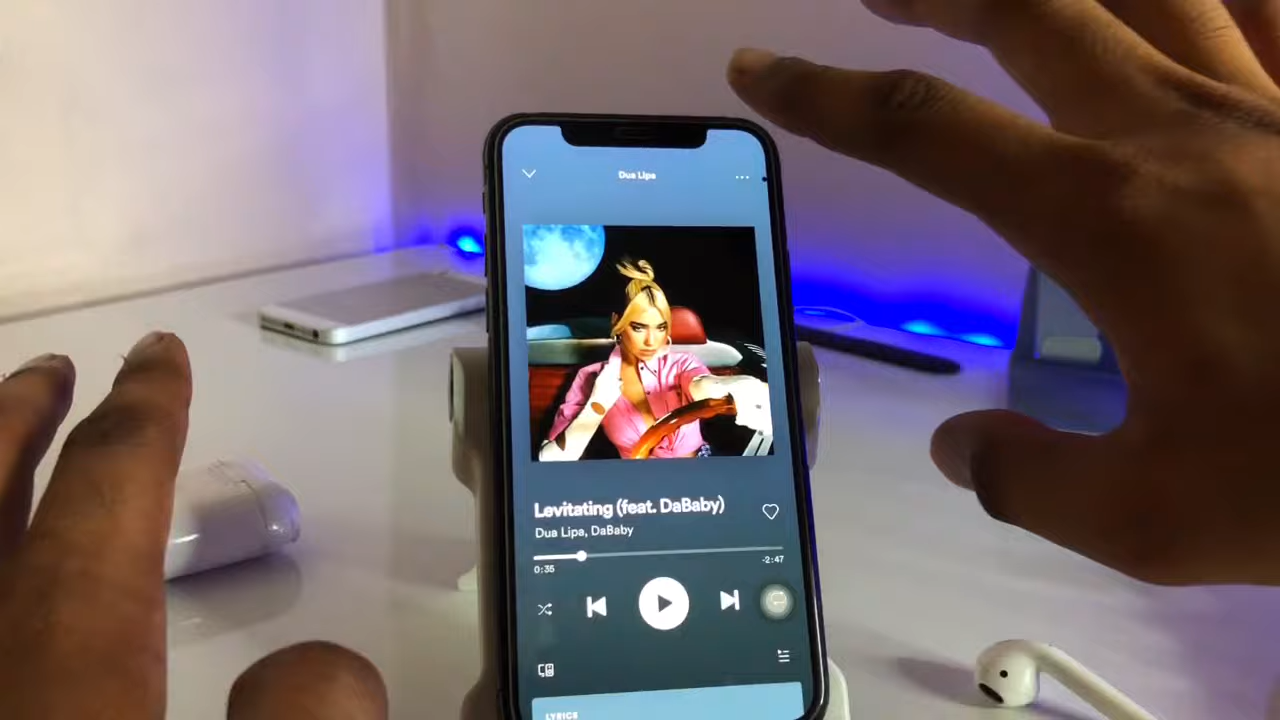 Dua Lipa
Levitating (feat. DaBaby)
Dua Lipa, DaBaby
0:35
-2:47
LYRICS